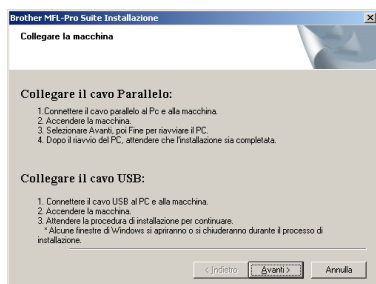 Brother MFL-Pro Suite Installazione
Collegare la macchina
Collegare il cavo Parallelo:
1.Connettere il cavo parallelo al Pc e alla macchina.
2. Accendere la macchina.
3. Selezionare Avanti, poi Fine per riavviare il PC.
4. Dopo il riavvio del PC, attendere che l'installazione sia completata.
Collegare il cavo USB:
1. Connettere il cavo USB al PC e alla macchina.
2. Accendere la macchina.
3. Attendere la procedura di installazione per continuare.
* Alcune finestre di Windows si apriranno o si chiuderanno durante il processo di
installazione.
< Indietro Avanti > Annulla